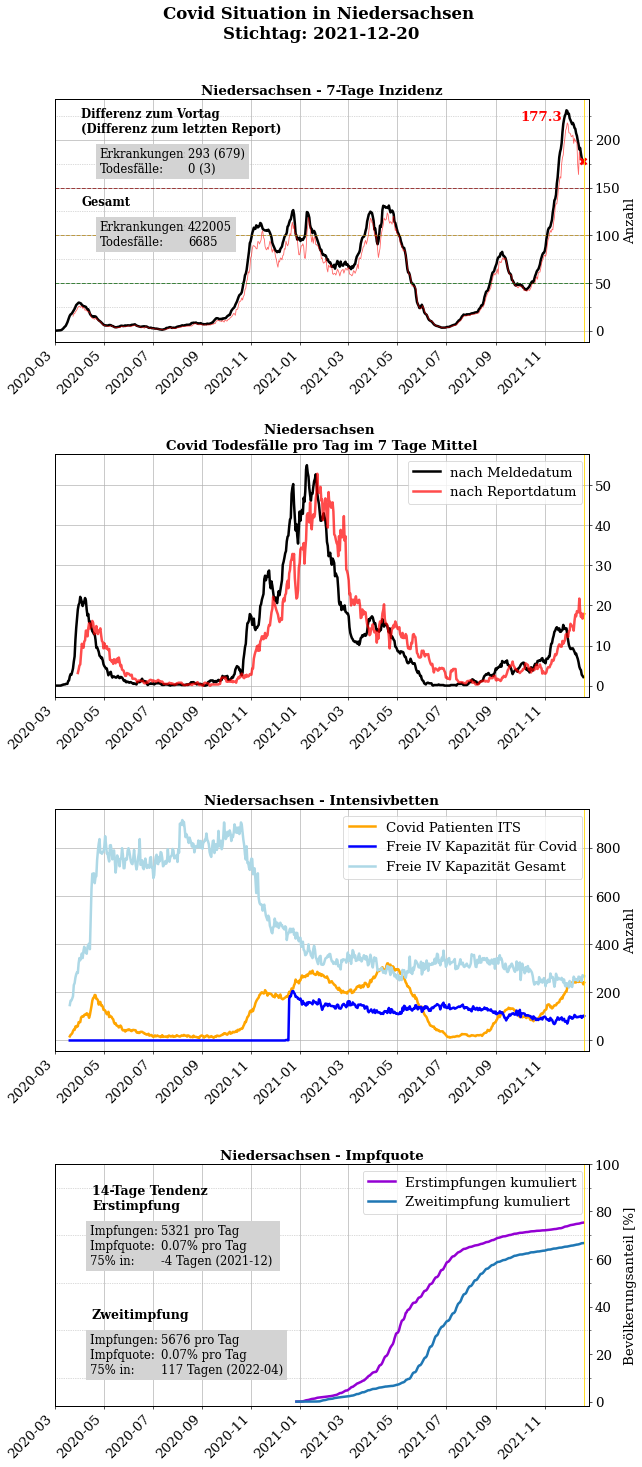 Covid Situation in Niedersachsen
Stichtag: 2021-12-20
Niedersachsen - 7-Tage Inzidenz
Differenz zum Vortag
(Differenz zum letzten Report)
Erkrankungen 293 (679)
Todesfälle: 0 (3)
Gesamt
Erkrankungen 422005
Todesfälle: 6685
177.3
200
150
100
50
0
Anzahl
2020-03
2020-05
2020-07
2020-09
2020-11
2021-01
2021-03
2021-05
2021-07
2021-09
2021-11
Niedersachsen
Covid Todesfälle pro Tag im 7 Tage Mittel
nach Meldedatum
nach Reportdatum
50
40
30
20
10
0
2020-03
2020-05
2020-07
2020-09
2020-11
2021-01
2021-03
2021-05
2021-07
2021-09
2021-11
Niedersachsen - Intensivbetten
Covid Patienten ITS
Freie IV Kapazität für Covid
Freie IV Kapazität Gesamt
800
600
400
200
0
Anzahl
2020-03
2020-05
2020-07
2020-09
2020-11
2021-01
2021-03
2021-05
2021-07
2021-09
2021-11
Niedersachsen - Impfquote
14-Tage Tendenz
Erstimpfung
Impfungen: 5321 pro Tag
Impfquote: 0.07% pro Tag
75% in: -4 Tagen (2021-12)
Zweitimpfung
Impfungen: 5676 pro Tag
Impfquote: 0.07% pro Tag
75% in: 117 Tagen (2022-04)
Erstimpfungen kumuliert
Zweitimpfung kumuliert
100
80
60
40
20
0
Bevölkerungsanteil [%]
2020-03
2020-05
2020-07
2020-09
2020-11
2021-01
2021-03
2021-05
2021-07
2021-09
2021-11